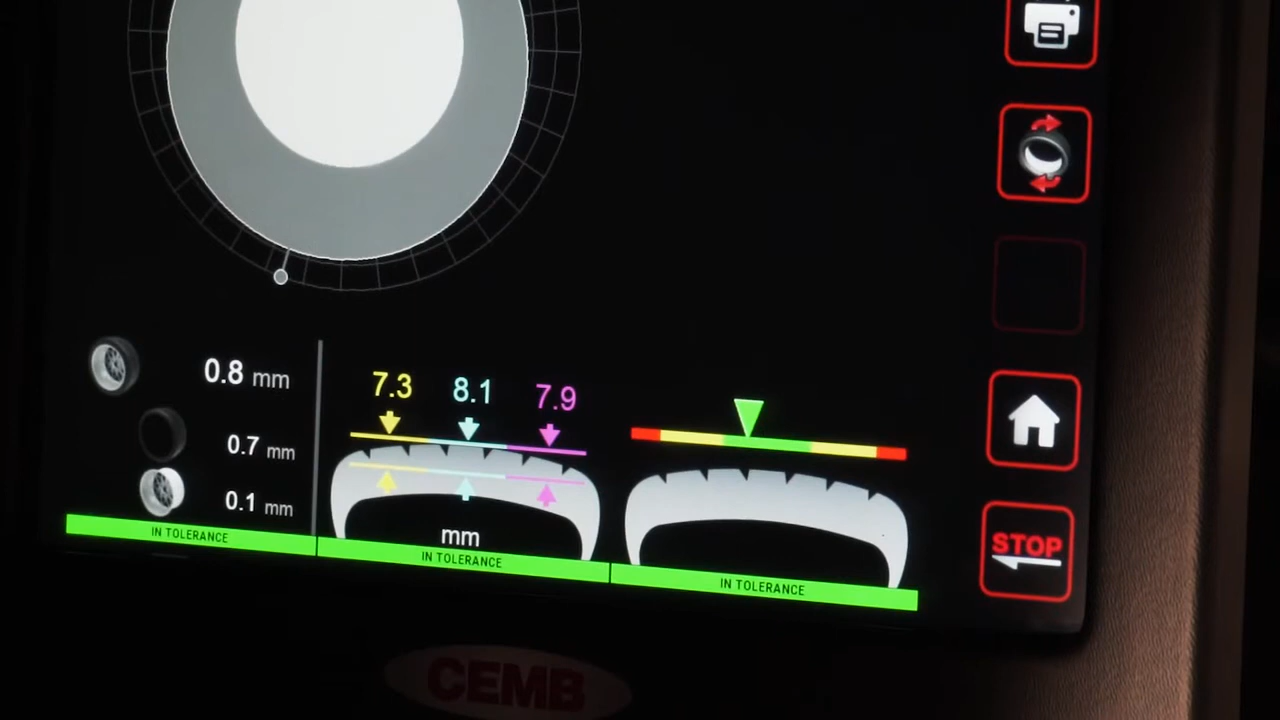 0.8 mm
0.7 mm
0.1 mm
IN TOLERANCE
7.3 8.1 7.9
mm
IN TOLERANCE
IN TOLERANCE
STOP
CEMB